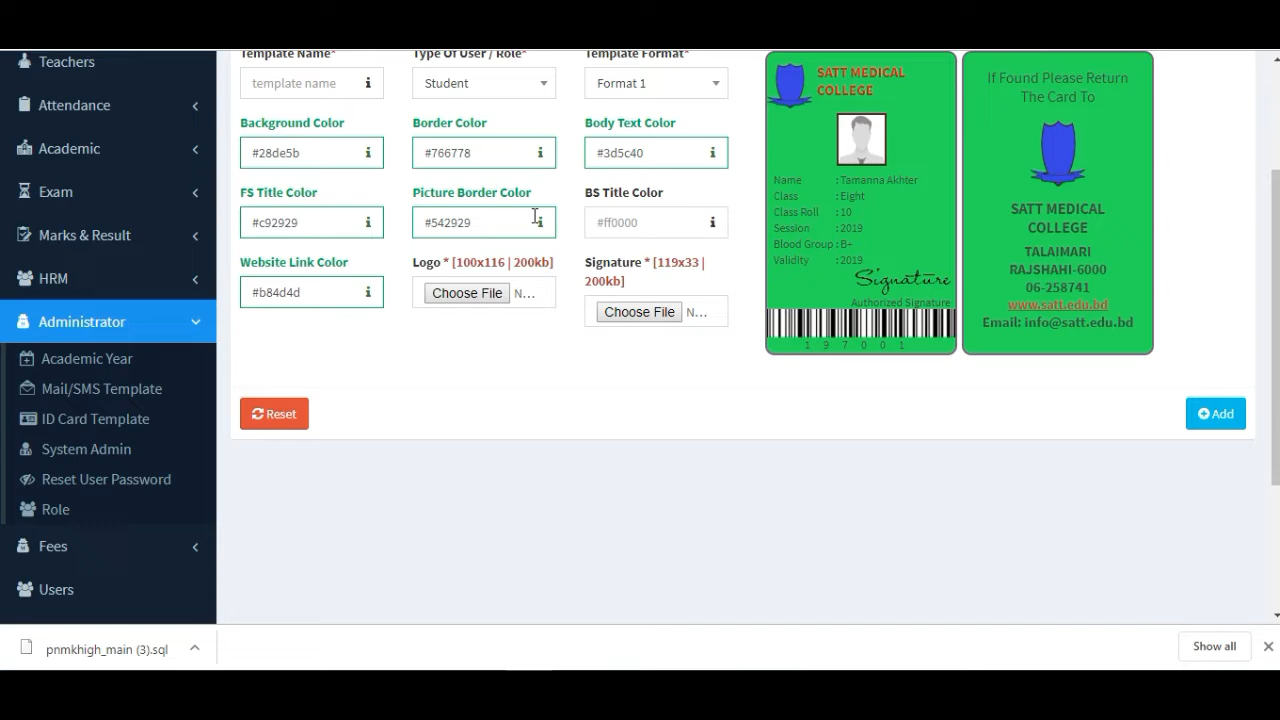 Teachers
Attendance
Academic
Exam
Marks & Result
HRM
Administrator
Academic Year
Mail/SMS Template
ID Card Template
System Admin
Reset User Password
Role
Fees
Users
Template Name* Type Of User / Role* Template Format*
template name Student Format 1
Background Color Border Color Body Text Color
#28de5b #766778 #3d5c40
FS Title Color Picture Border Color BS Title Color
#c92929 #542929 #ff0000
Website Link Color Logo * [100x116 | 200kb] Signature * [119x33 |
200kb]
#b84d4d Choose File N... Choose File N...
SATT MEDICAL
COLLEGE
Name : Tamanna Akhter
Class : Eight
Class Roll : 10
Session : 2019
Blood Group : B+
Validity : 2019
Signature
Authorized Signature
197001
If Found Please Return
The Card To
SATT MEDICAL
COLLEGE
TALAIMARI
RAJSHAHI-6000
06-258741
www.satt.edu.bd
Email: info@satt.edu.bd
Reset Add
pnmkhigh_main (3).sql Show all